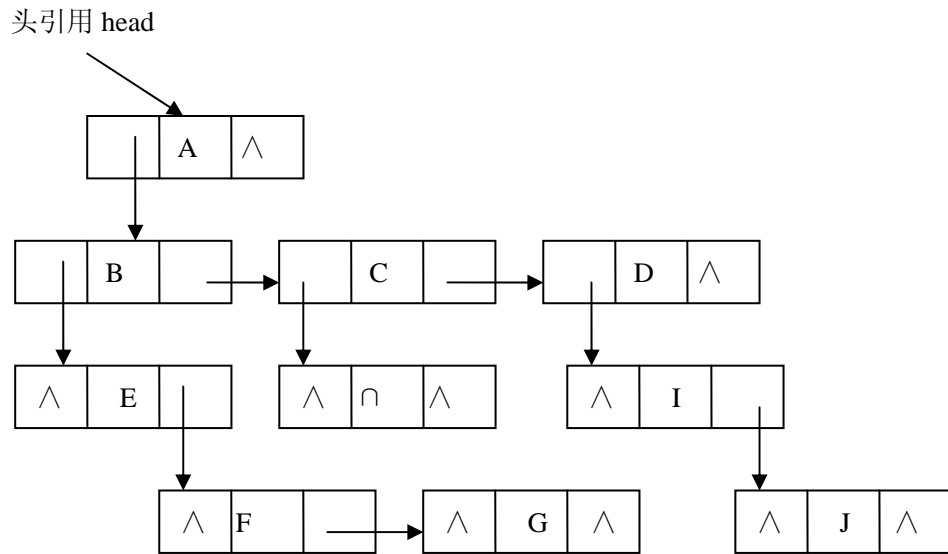 头引用 head
A ∧
B C D ∧
∧ E ∧ ∩ ∧ ∧ I
∧ F ∧ G ∧ ∧ J ∧